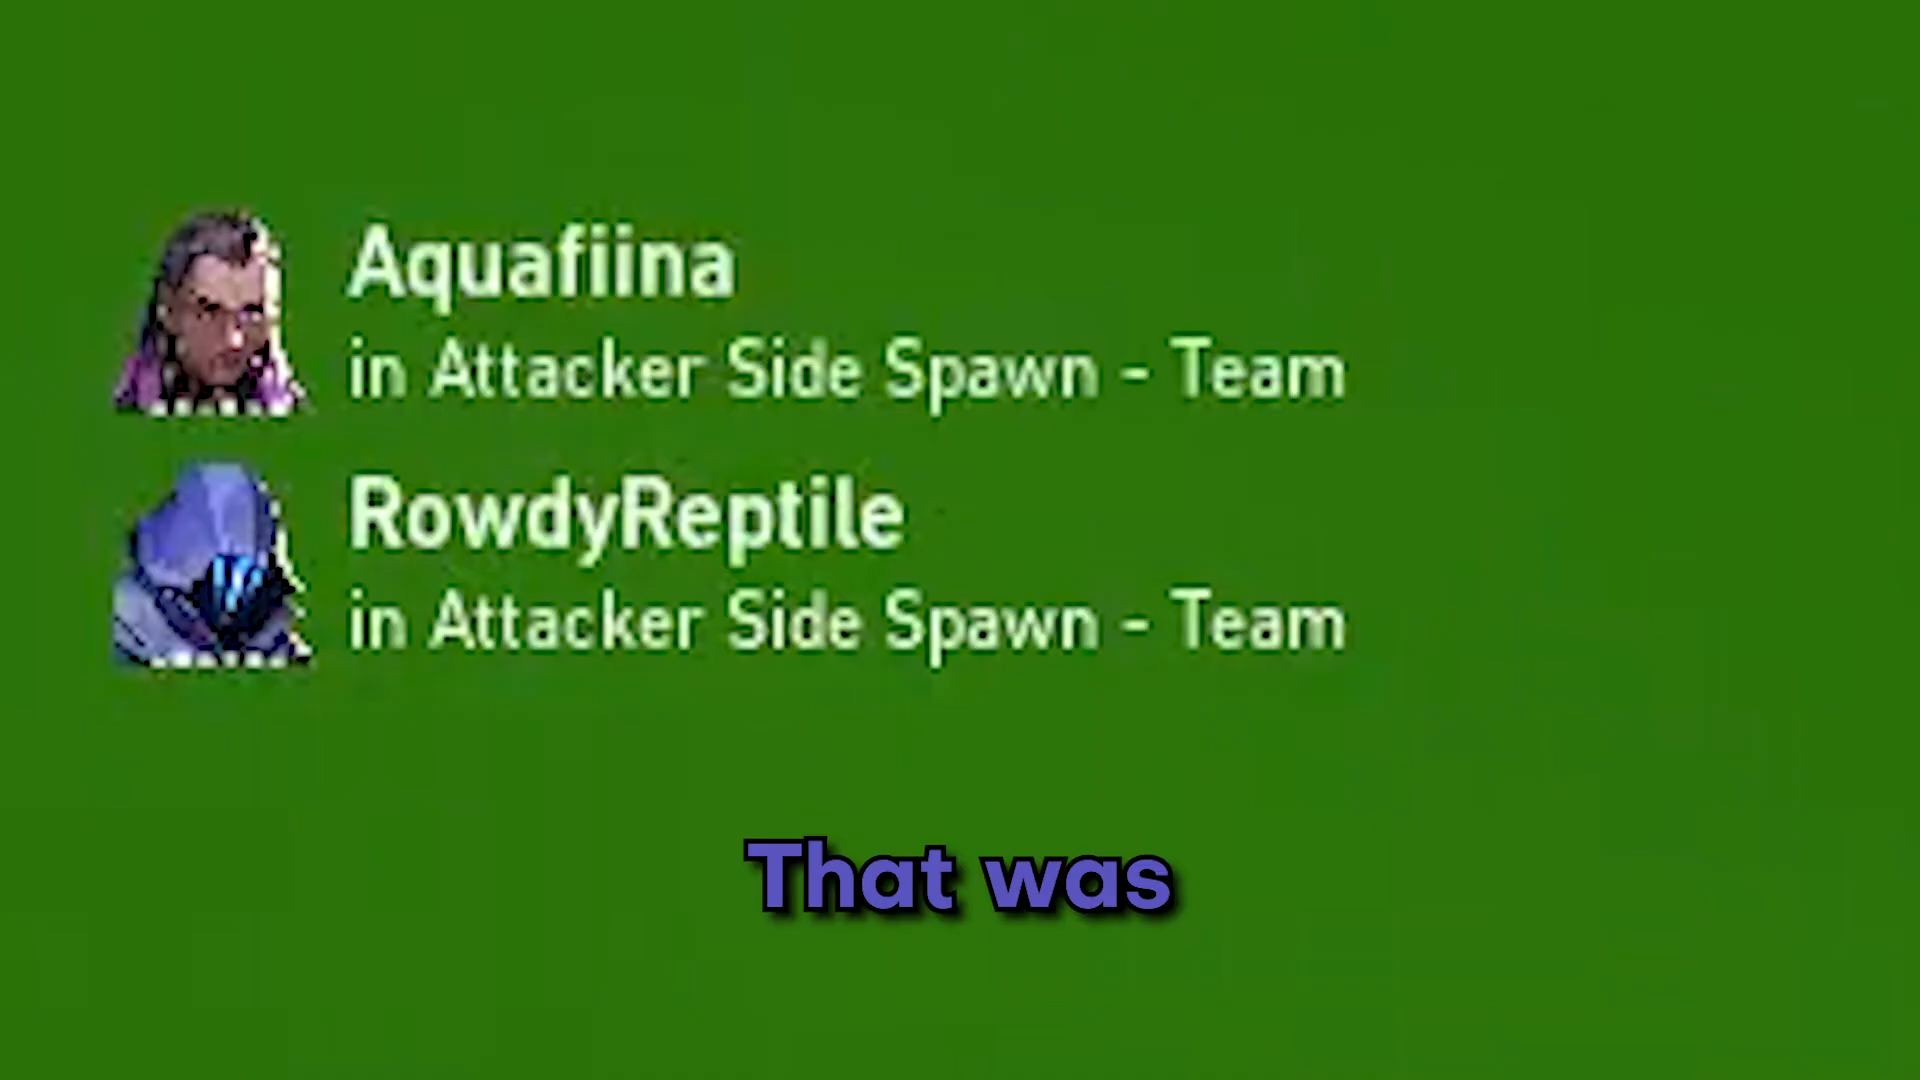 Aquafiina
in Attacker Side Spawn - Team
RowdyReptile
in Attacker Side Spawn - Team
That was